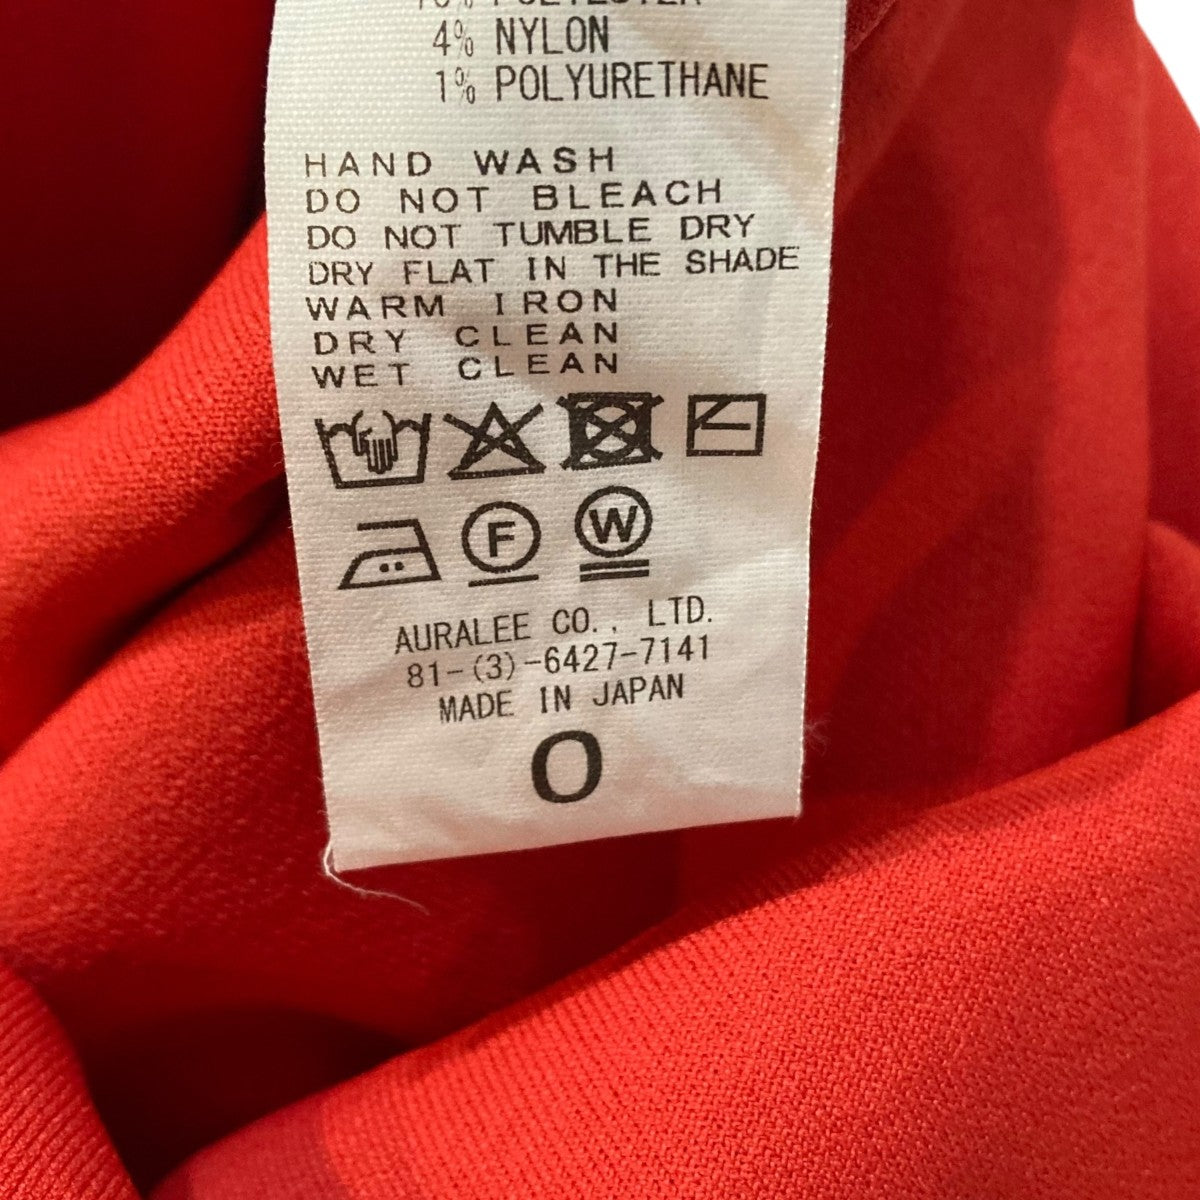 POLYESTER
4% NYLON
1% POLYURETHANE
HAND WASH
DO NOT BLEACH
DO NOT TUMBLE DRY
DRY FLAT IN THE SHADE
WARM IRON
DRY CLEAN
WET CLEAN
F W
AURALEE CO., LTD.
81-(3)-6427-7141
MADE IN JAPAN
0